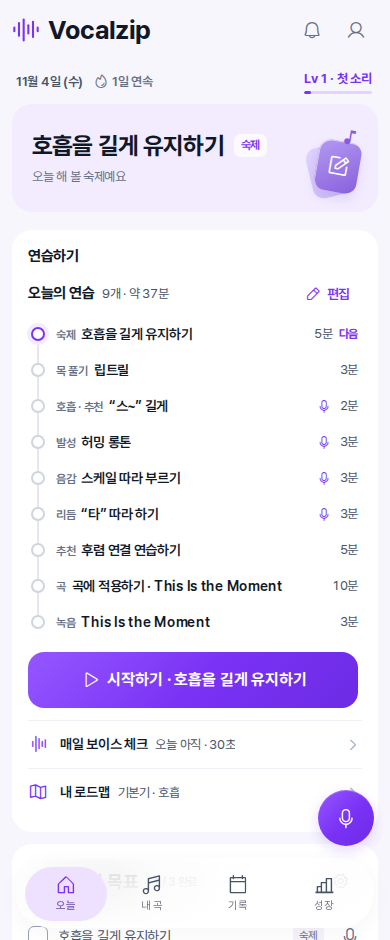 Vocalzip
11월 4일 (수) 1일 연속 Lv 1 · 첫 소리
호흡을 길게 유지하기 숙제
오늘 해 볼 숙제예요
연습하기
오늘의 연습 9개 · 약 37분 편집
숙제 호흡을 길게 유지하기 5분 다음
목 풀기 립트릴 3분
호흡 · 추천 “스~” 길게 2분
발성 허밍 롱톤 3분
음감 스케일 따라 부르기 3분
리듬 “타” 따라 하기 3분
추천 후렴 연결 연습하기 5분
곡 곡에 적용하기 · This Is the Moment 10분
녹음 This Is the Moment 3분
시작하기 · 호흡을 길게 유지하기
매일 보이스 체크 오늘 아직 · 30초
내 로드맵 기본기 · 호흡
목표
오늘 내 곡 기록 성장
호흡을 길게 유지하기 숙제